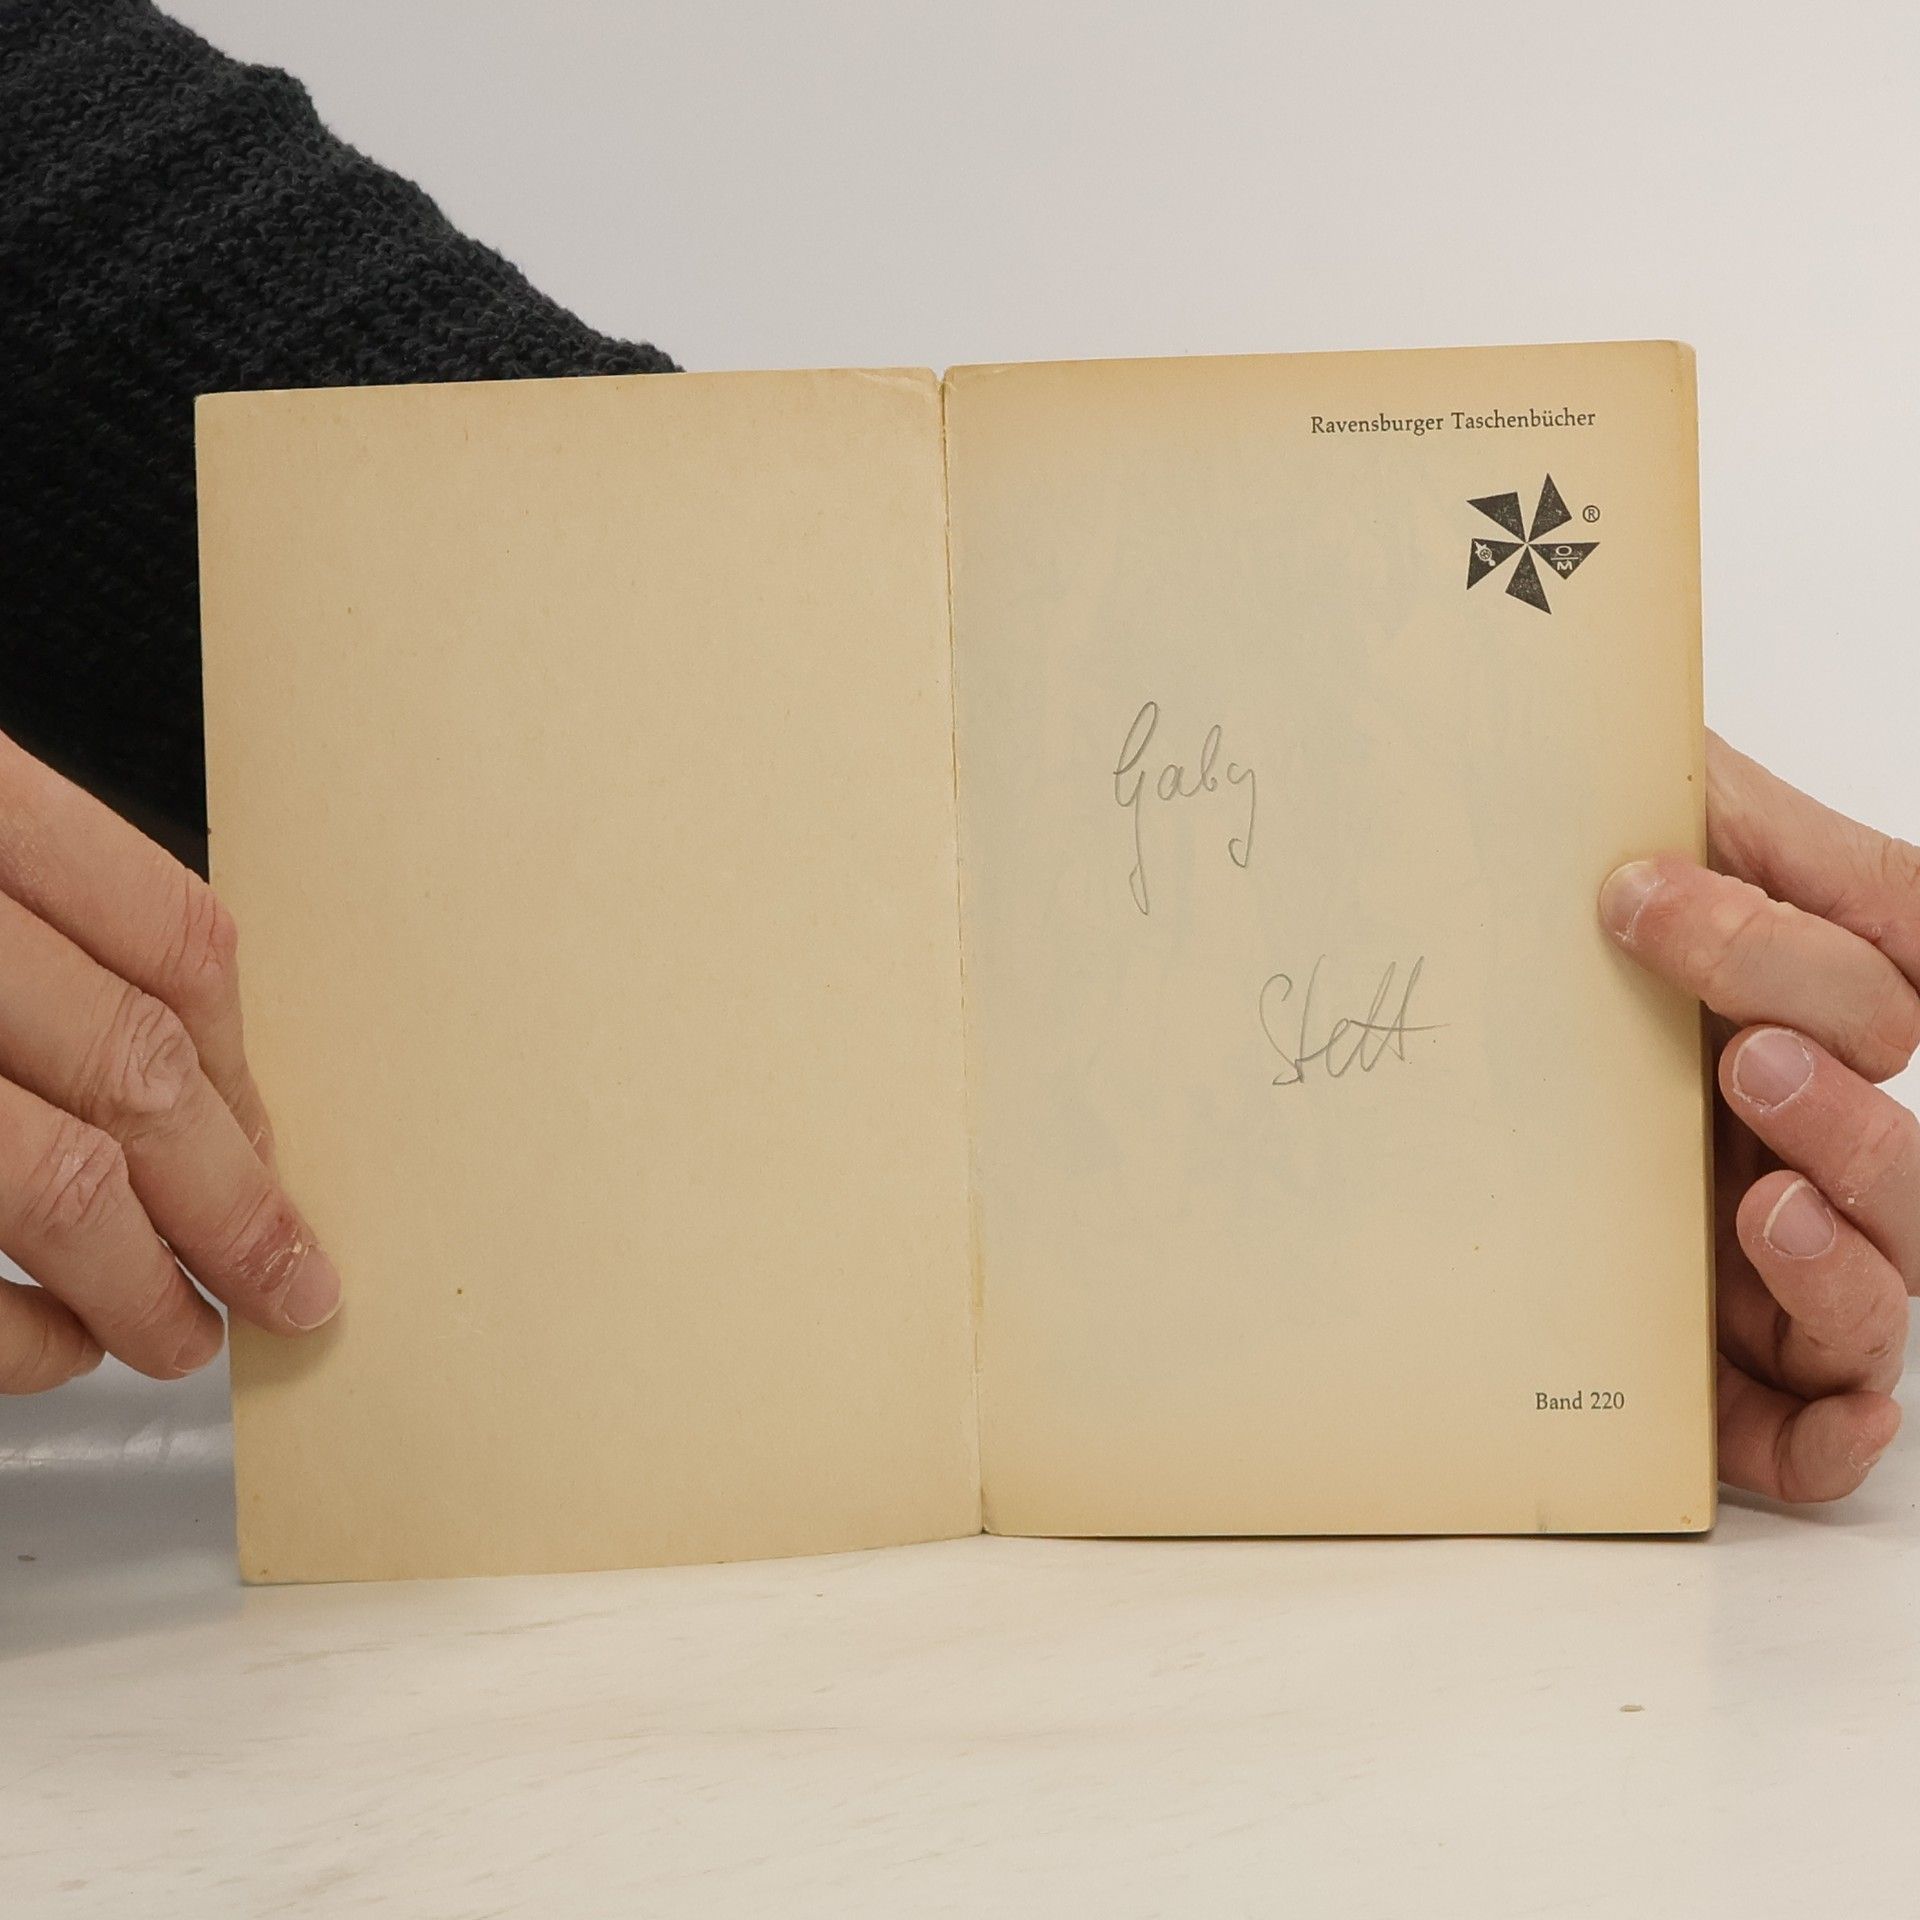 Ravensburger Taschenbücher
®
O
M
Gaby
Stett
Band 220